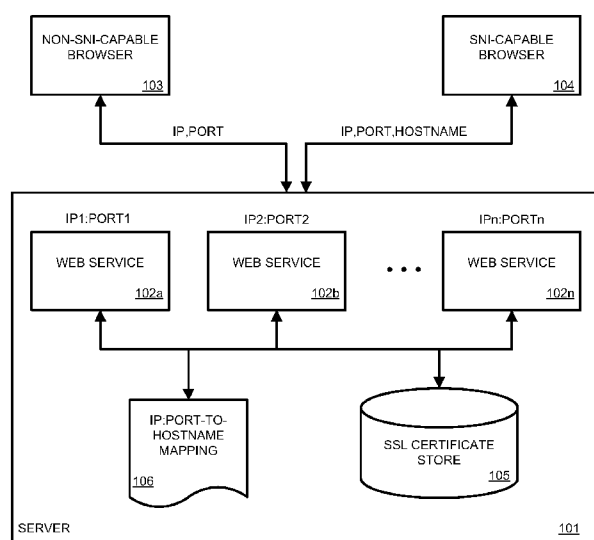 NON-SNI-CAPABLE
BROWSER
103
SNI-CAPABLE
BROWSER
104
IP,PORT
IP,PORT,HOSTNAME
IP1:PORT1
IP2:PORT2
IPn:PORTn
WEB SERVICE
102a
WEB SERVICE
102b
• • •
WEB SERVICE
102n
IP:PORT-TO-
HOSTNAME
MAPPING
106
SSL CERTIFICATE
STORE
105
SERVER
101